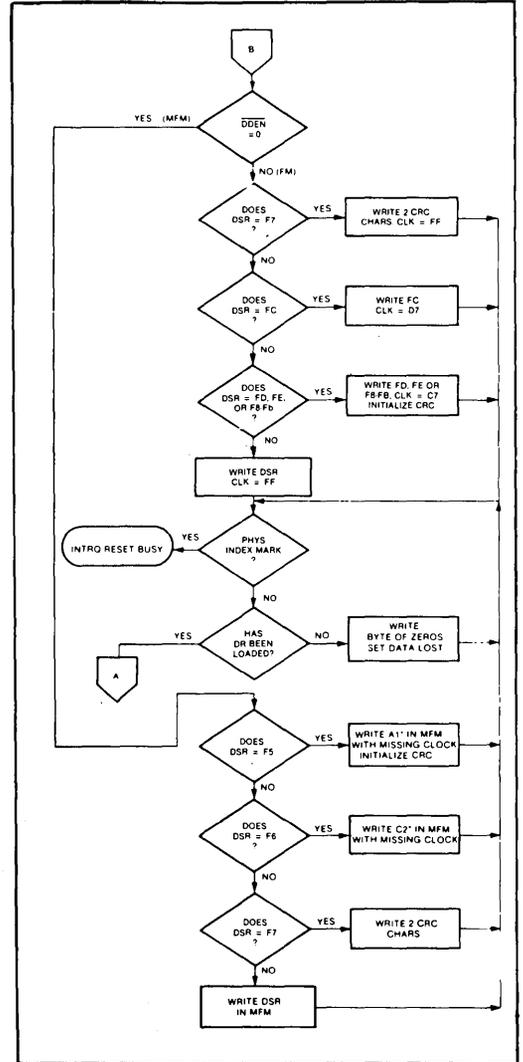 B
YES (MFM)
DDEN
=0
NO (FM)
DOES
DSR = F7
?
YES
WRITE 2 CRC
CHARS CLK = FF
NO
DOES
DSR = FC
?
YES
WRITE FC
CLK = D7
NO
DOES
DSR = FD, FE,
OR F8-Fb
?
YES
WRITE FD, FE OR
F8-FB, CLK = C7
INITIALIZE CRC
NO
WRITE DSR
CLK = FF
PHYS
INDEX MARK
?
YES
INTRQ RESET BUSY
NO
HAS
DR BEEN
LOADED?
YES
A
NO
WRITE
BYTE OF ZEROS
SET DATA LOST
DOES
DSR = F5
YES
WRITE A1* IN MFM
WITH MISSING CLOCK
INITIALIZE CRC
NO
DOES
DSR = F6
?
YES
WRITE C2* IN MFM
WITH MISSING CLOCK
NO
DOES
DSR = F7
?
YES
WRITE 2 CRC
CHARS
NO
WRITE DSR
IN MFM